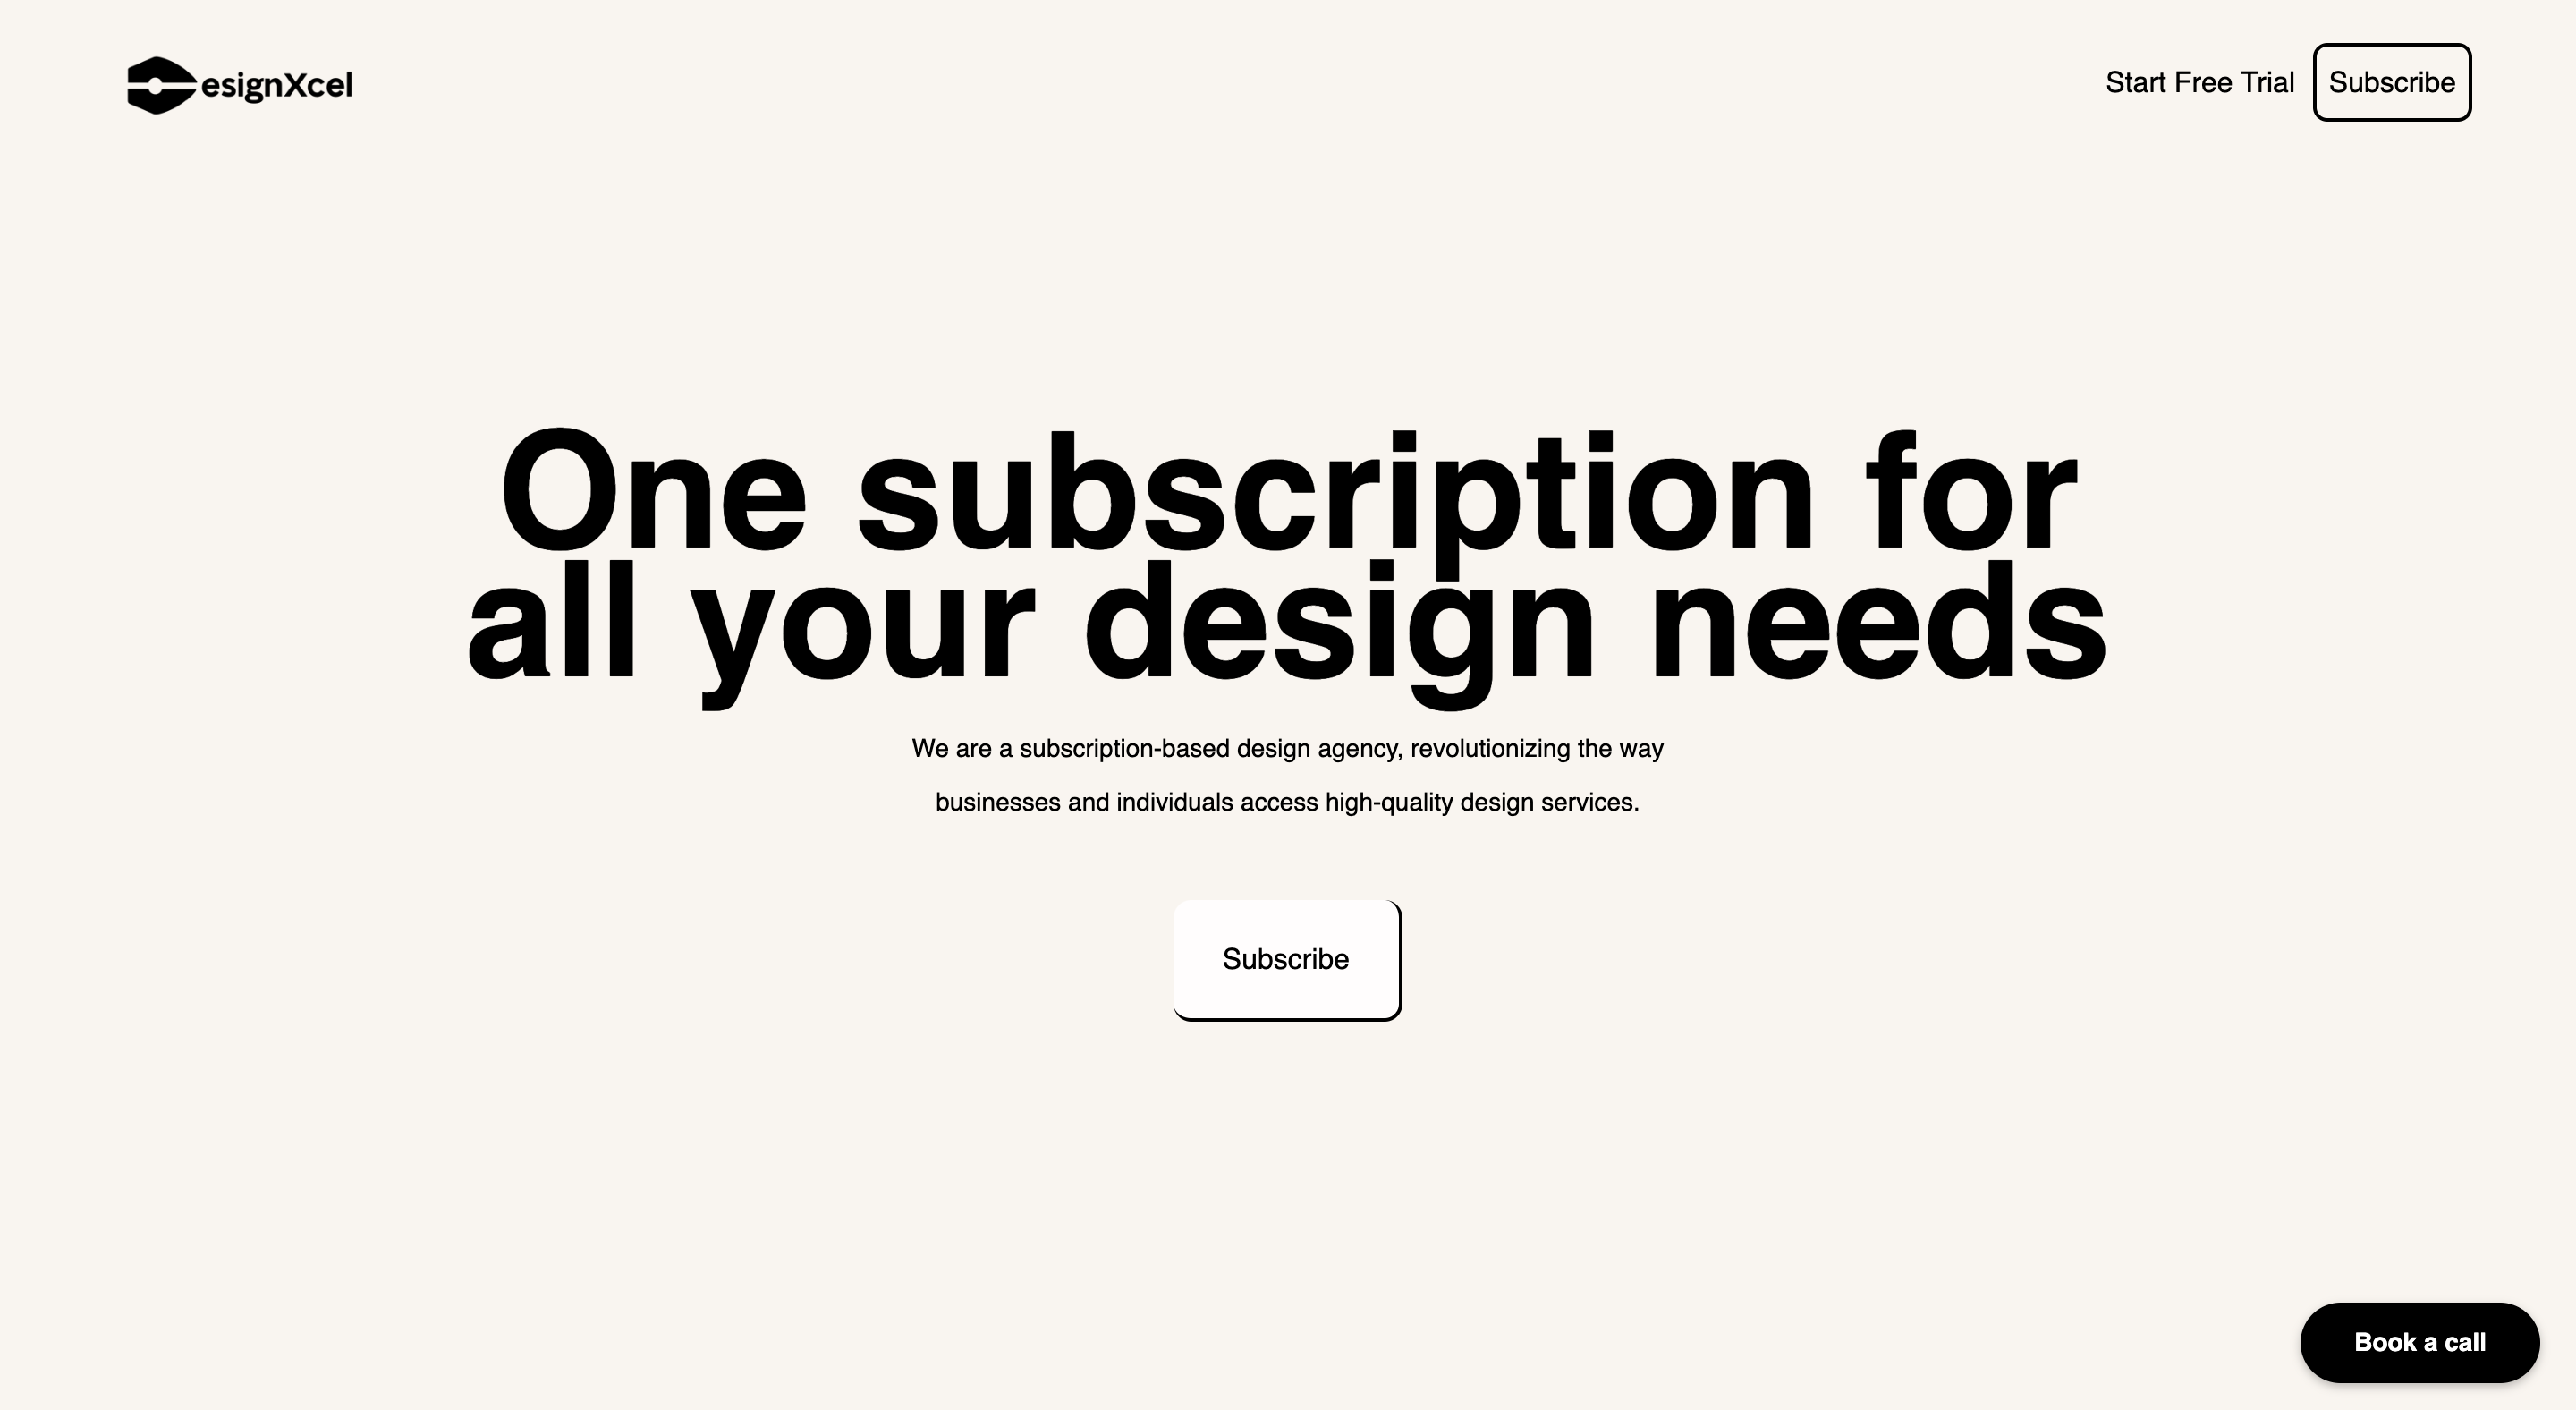 esignXcel
Start Free Trial
Subscribe
One subscription for
all your design needs
We are a subscription-based design agency, revolutionizing the way
businesses and individuals access high-quality design services.
Subscribe
Book a call